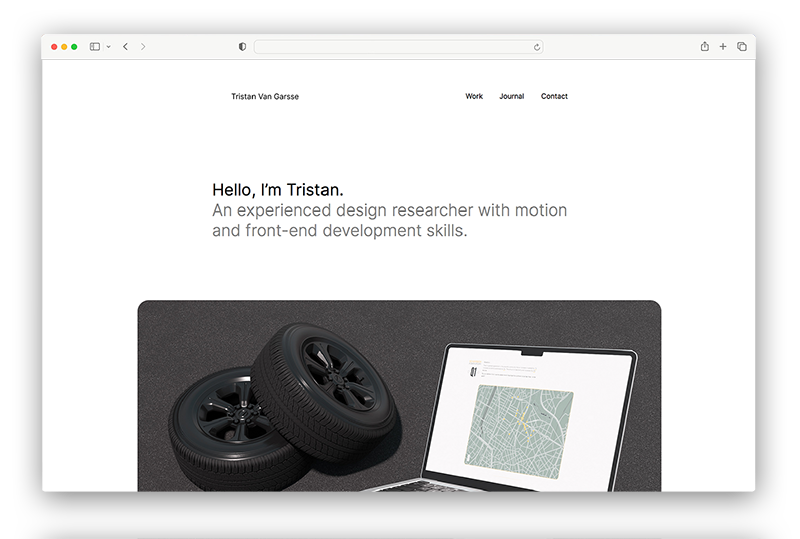 Tristan Van Garsse
Work Journal Contact
Hello, I'm Tristan.
An experienced design researcher with motion
and front-end development skills.
Q1